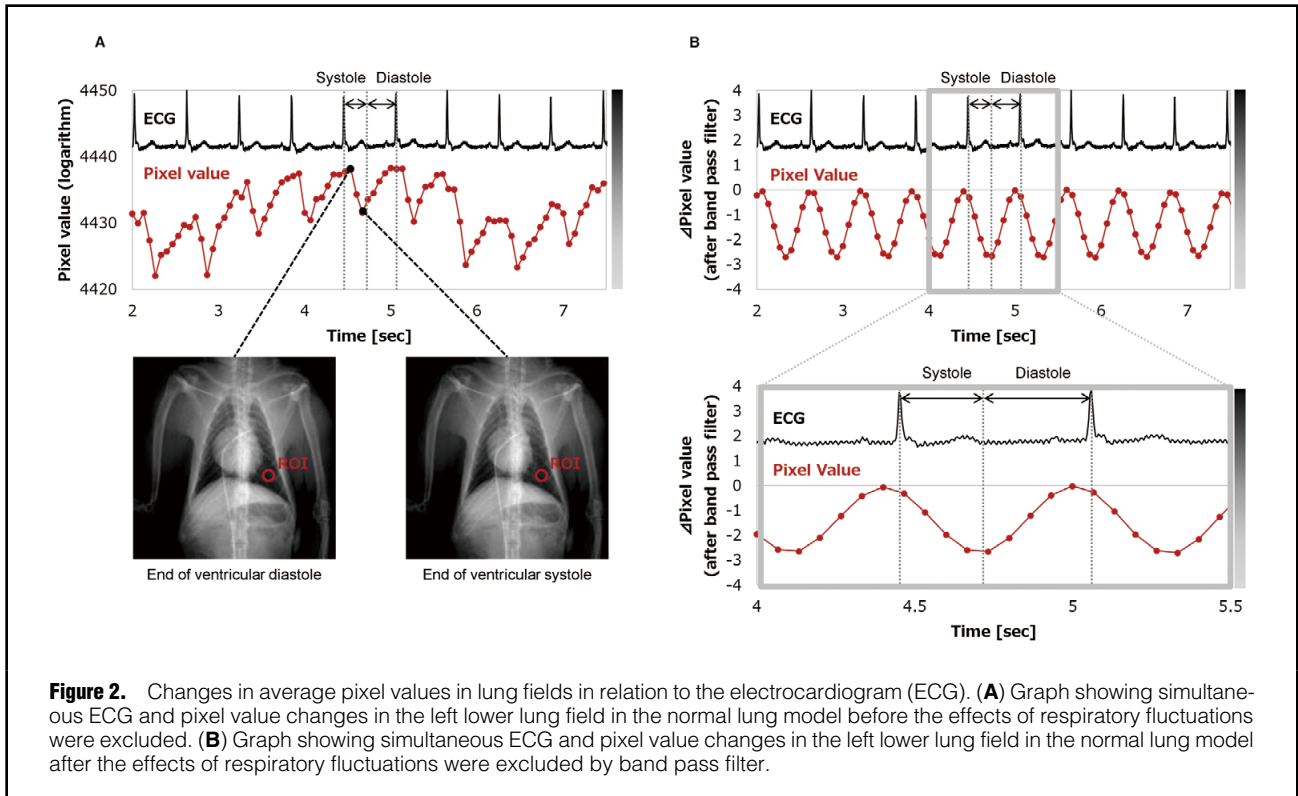 A
Systole Diastole
4450
4440
4430
4420
ECG
Pixel value
Pixel value (logarithm)
2 3 4 5 6 7
Time [sec]
ROI
End of ventricular diastole
ROI
End of ventricular systole
B
Systole Diastole
4
3
2
1
0
-1
-2
-3
-4
ECG
Pixel Value
⊿Pixel value
(after band pass filter)
2 3 4 5 6 7
Time [sec]
Systole Diastole
4
3
2
1
0
-1
-2
-3
-4
ECG
Pixel Value
⊿Pixel value
(after band pass filter)
4 4.5 5 5.5
Time [sec]
Figure 2. Changes in average pixel values in lung fields in relation to the electrocardiogram (ECG). (A) Graph showing simultane-
ous ECG and pixel value changes in the left lower lung field in the normal lung model before the effects of respiratory fluctuations
were excluded. (B) Graph showing simultaneous ECG and pixel value changes in the left lower lung field in the normal lung model
after the effects of respiratory fluctuations were excluded by band pass filter.